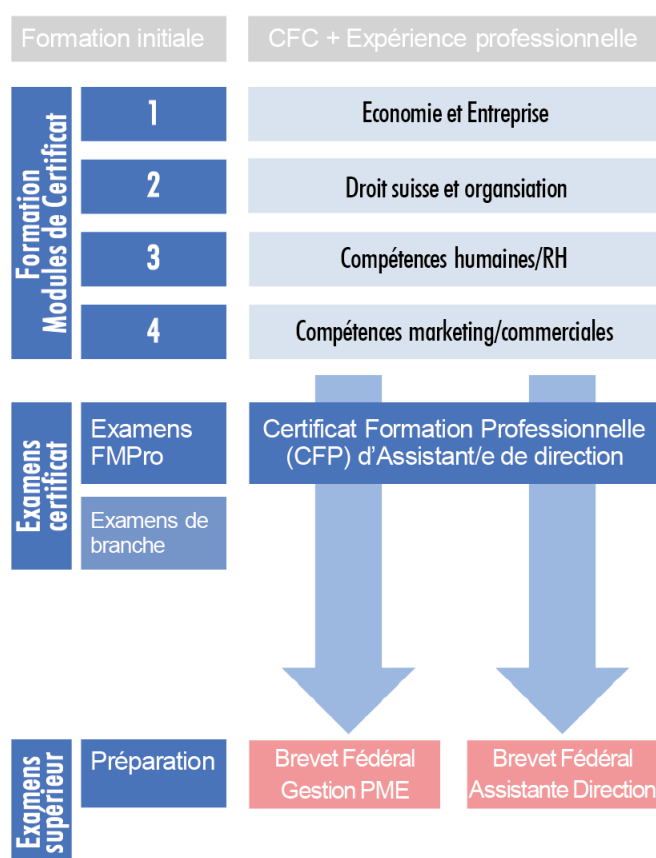 Formation initiale
CFC + Expérience professionnelle
Formation
Modules de Certificat
1
Economie et Entreprise
2
Droit suisse et organsiation
3
Compétences humaines/RH
4
Compétences marketing/commerciales
Examens
certificat
Examens
FMPro
Certificat Formation Professionnelle
(CFP) d’Assistant/e de direction
Examens de
branche
Examens
supérieur
Préparation
Brevet Fédéral
Gestion PME
Brevet Fédéral
Assistante Direction